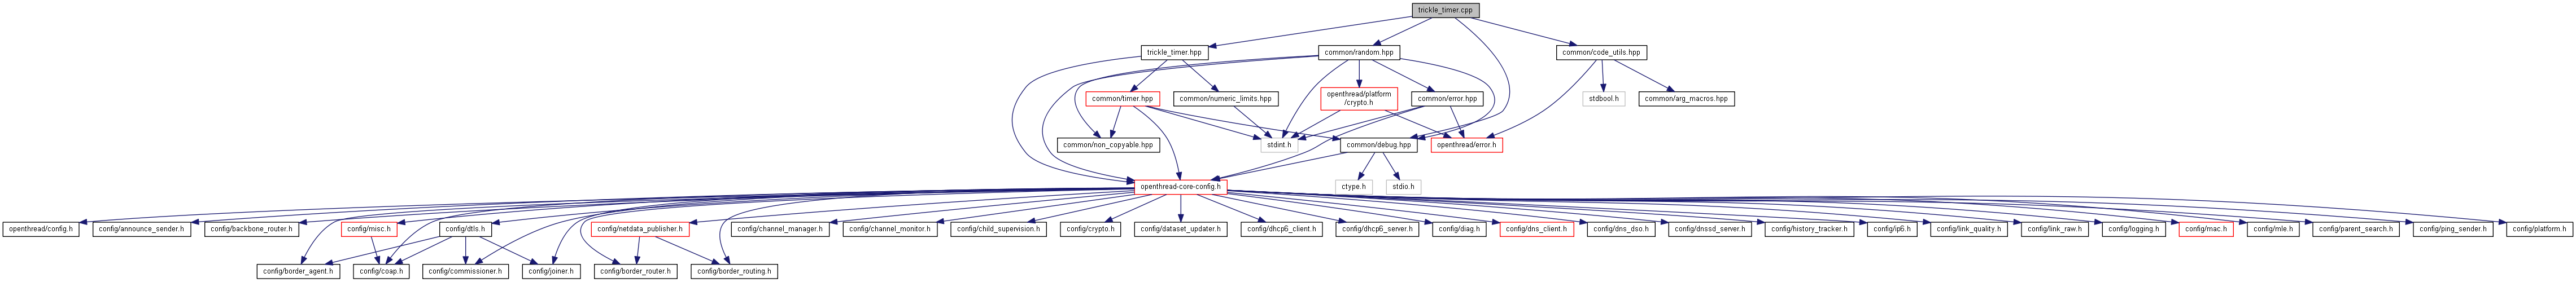 trickle_timer.cpp
trickle_timer.hpp
common/random.hpp
common/code_utils.hpp
common/timer.hpp
common/numeric_limits.hpp
openthread/platform
/crypto.h
common/error.hpp
stdbool.h
common/arg_macros.hpp
common/non_copyable.hpp
stdint.h
common/debug.hpp
openthread/error.h
openthread-core-config.h
ctype.h
stdio.h
openthread/config.h
config/announce_sender.h
config/backbone_router.h
config/misc.h
config/dtls.h
config/netdata_publisher.h
config/channel_manager.h
config/channel_monitor.h
config/child_supervision.h
config/crypto.h
config/dataset_updater.h
config/dhcp6_client.h
config/dhcp6_server.h
config/diag.h
config/dns_client.h
config/dns_dso.h
config/dnssd_server.h
config/history_tracker.h
config/ip6.h
config/link_quality.h
config/link_raw.h
config/logging.h
config/mac.h
config/mle.h
config/parent_search.h
config/ping_sender.h
config/platform.h
config/border_agent.h
config/coap.h
config/commissioner.h
config/joiner.h
config/border_router.h
config/border_routing.h